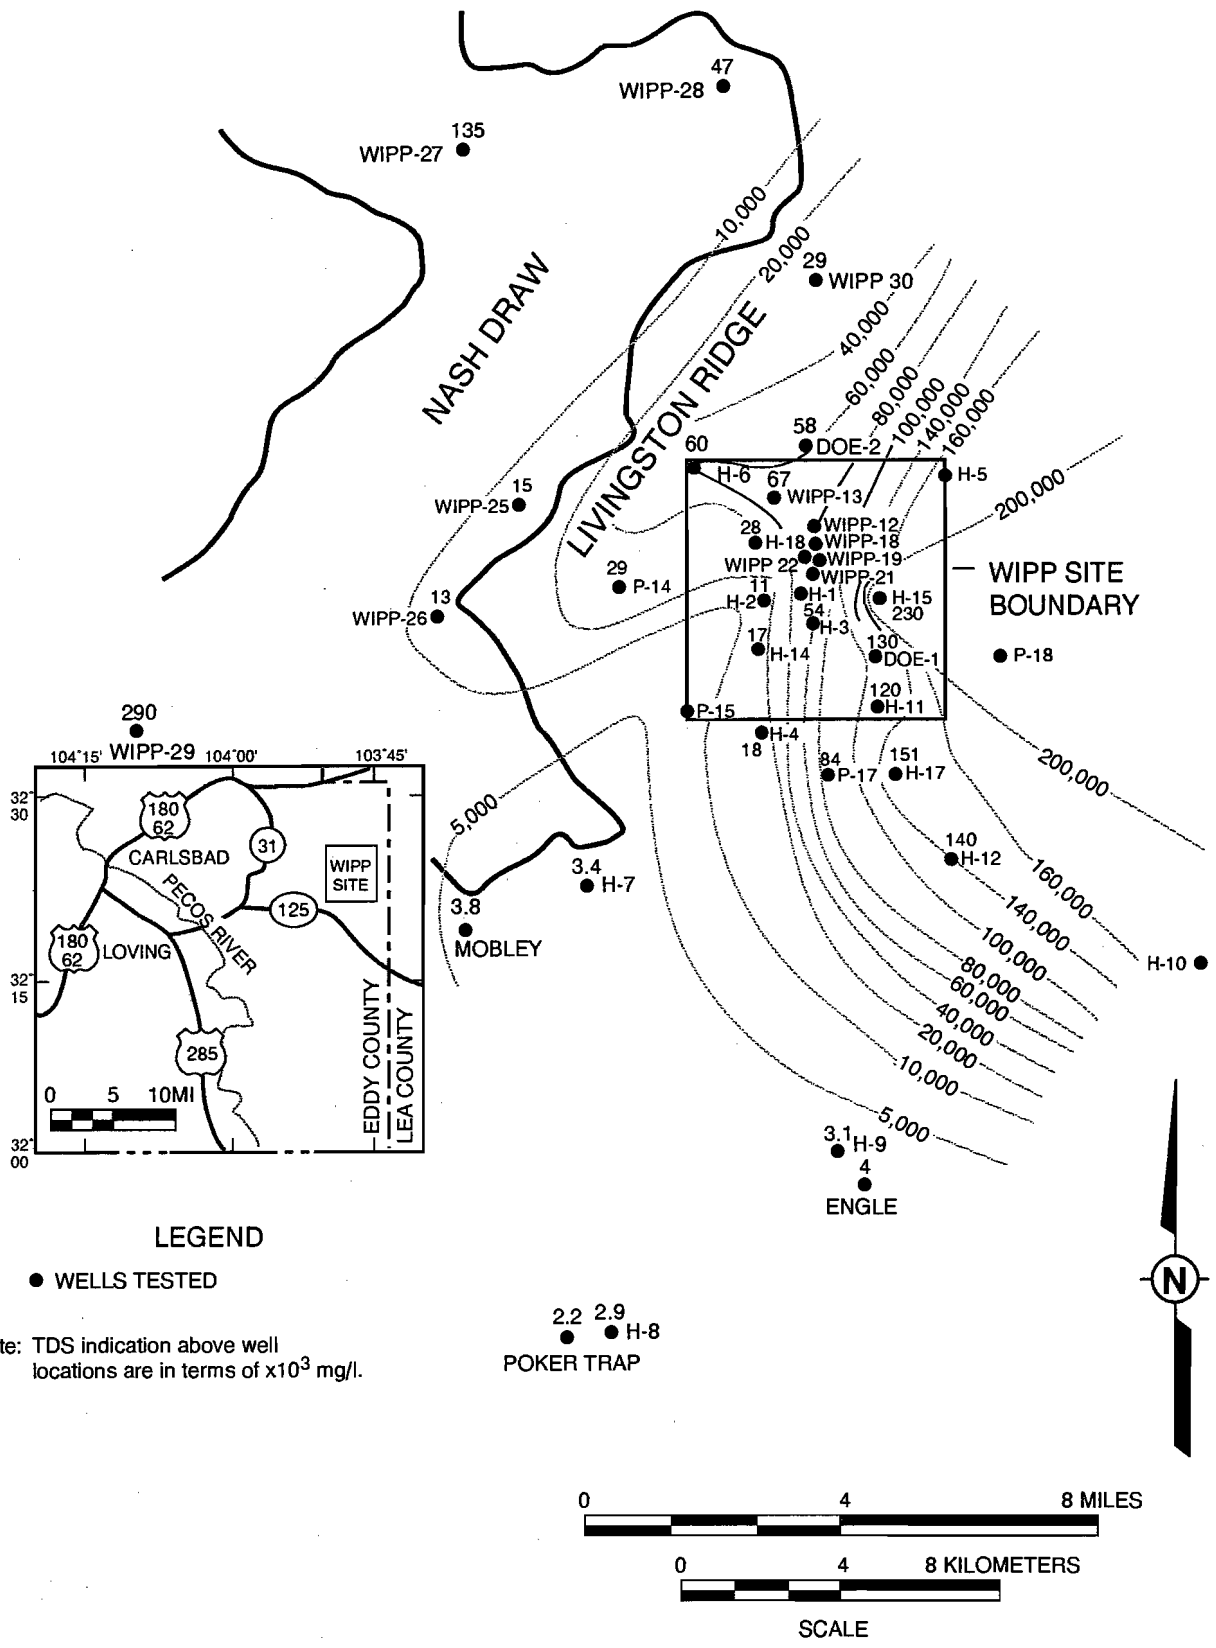 47
WIPP-28
135
WIPP-27
10,000
20,000
NASH DRAW
29
WIPP 30
LIVINGSTON RIDGE
40,000
60,000
80,000
100,000
140,000
160,000
200,000
58
DOE-2
60
H-6
H-5
67
WIPP-13
15
WIPP-25
WIPP-12
28
H-18
WIPP-18
WIPP 22
WIPP-19
WIPP-21
29
P-14
11
H-2
H-1
H-15
230
WIPP SITE
BOUNDARY
13
WIPP-26
54
H-3
17
H-14
130
DOE-1
P-18
120
H-11
P-15
290
WIPP-29
H-4
18
84
P-17
151
H-17
200,000
5,000
140
H-12
160,000
140,000
100,000
80,000
60,000
40,000
20,000
10,000
5,000
3.4
H-7
3.8
MOBLEY
H-10
3.1
H-9
4
ENGLE
104°15'
104°00'
103°45'
32°
30
180
62
CARLSBAD
31
WIPP
SITE
PECOS RIVER
125
180
62
LOVING
32°
15
285
EDDY COUNTY
LEA COUNTY
0 5 10MI
32°
00
LEGEND
WELLS TESTED
te: TDS indication above well
locations are in terms of x10³ mg/l.
2.2 2.9
H-8
POKER TRAP
N
0 4 8 MILES
0 4 8 KILOMETERS
SCALE